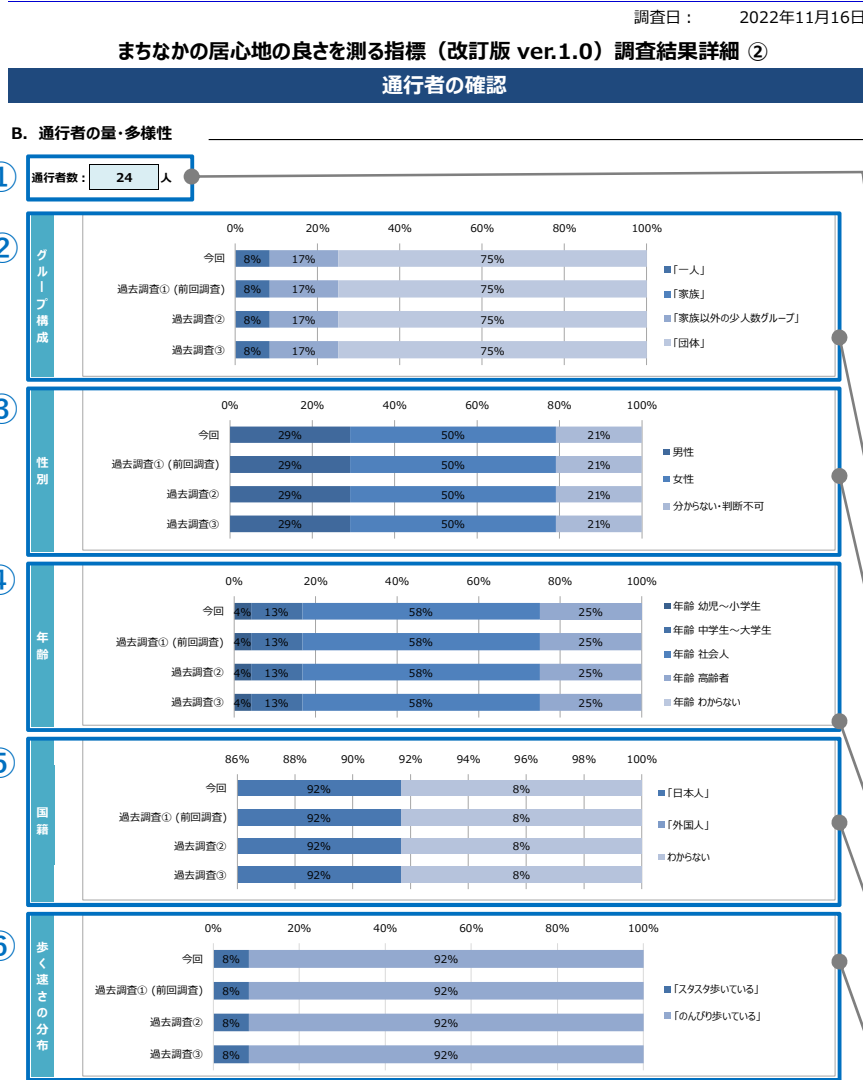 調査日： 2022年11月16日
まちなかの居心地の良さを測る指標（改訂版 ver.1.0）調査結果詳細 ②
通行者の確認
B. 通行者の量・多様性
①
通行者数： 24 人
②
グループ構成
0% 20% 40% 60% 80% 100%
今回 8% 17% 75%
過去調査① (前回調査) 8% 17% 75%
過去調査② 8% 17% 75%
過去調査③ 8% 17% 75%
■「一人」
■「家族」
■「家族以外の少人数グループ」
■「団体」
③
性別
0% 20% 40% 60% 80% 100%
今回 29% 50% 21%
過去調査① (前回調査) 29% 50% 21%
過去調査② 29% 50% 21%
過去調査③ 29% 50% 21%
■男性
■女性
■分からない・判断不可
④
年齢
0% 20% 40% 60% 80% 100%
今回 4% 13% 58% 25%
過去調査① (前回調査) 4% 13% 58% 25%
過去調査② 4% 13% 58% 25%
過去調査③ 4% 13% 58% 25%
■年齢 幼児～小学生
■年齢 中学生～大学生
■年齢 社会人
■年齢 高齢者
■年齢 わからない
⑤
国籍
86% 88% 90% 92% 94% 96% 98% 100%
今回 92% 8%
過去調査① (前回調査) 92% 8%
過去調査② 92% 8%
過去調査③ 92% 8%
■「日本人」
■「外国人」
■わからない
⑥
歩く速さの分布
0% 20% 40% 60% 80% 100%
今回 8% 92%
過去調査① (前回調査) 8% 92%
過去調査② 8% 92%
過去調査③ 8% 92%
■「スタスタ歩いている」
■「のんびり歩いている」